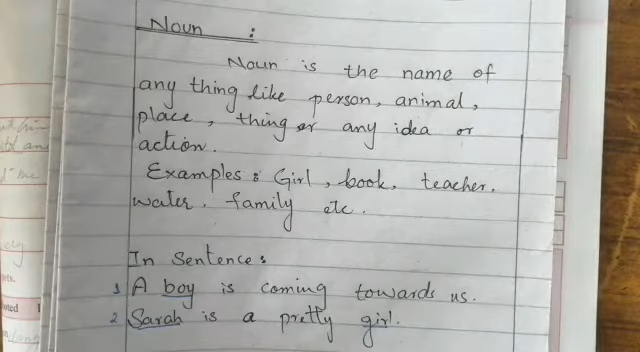 Noun :
Noun is the name of
any thing like person, animal,
place, thing or any idea or
action.
Examples : Girl, book, teacher,
water, family etc.
In Sentence :
1 A boy is coming towards us.
2 Sarah is a pretty girl.